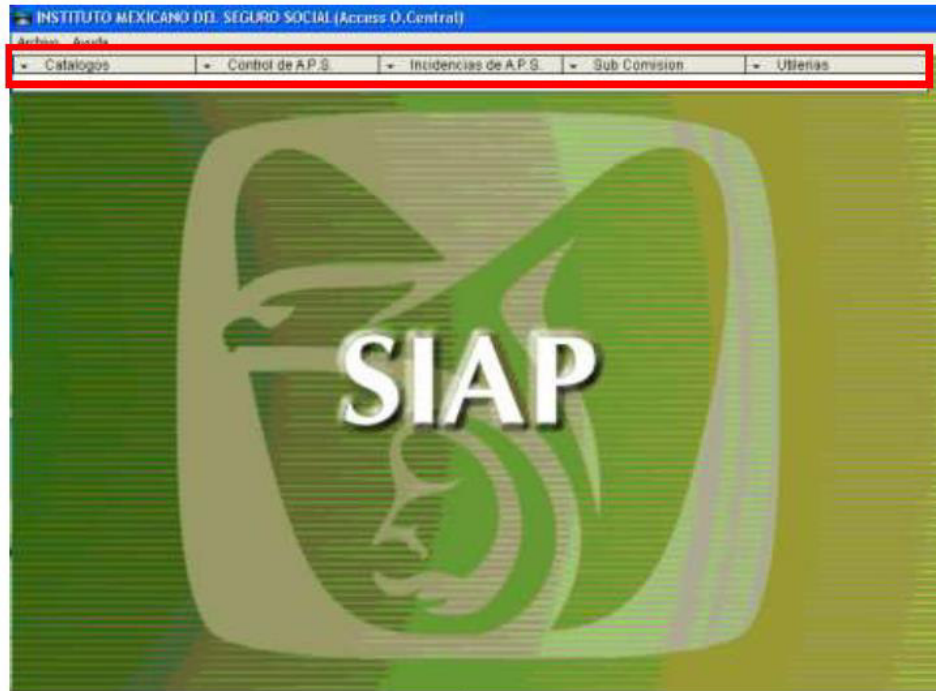 INSTITUTO MEXICANO DEL SEGURO SOCIAL (Access O.Central)
Archivo Ayuda
Catalogos Control de A.P.S. Incidencias de A.P.S. Sub Comision Utilerias
SIAP